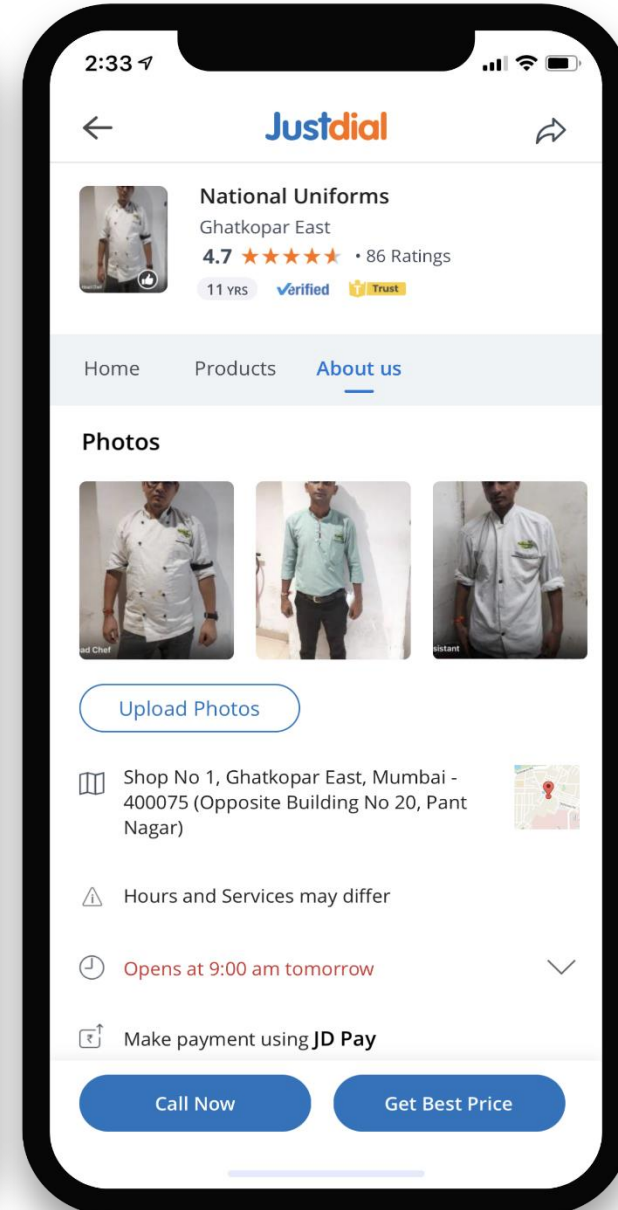 2:33
Justdial
National Uniforms
Ghatkopar East
4.7 • 86 Ratings
11 YRS Verified T Trust
Home Products About us
Photos
ad Chef
sistant
Upload Photos
Shop No 1, Ghatkopar East, Mumbai -
400075 (Opposite Building No 20, Pant
Nagar)
Hours and Services may differ
Opens at 9:00 am tomorrow
₹ Make payment using JD Pay
Call Now Get Best Price